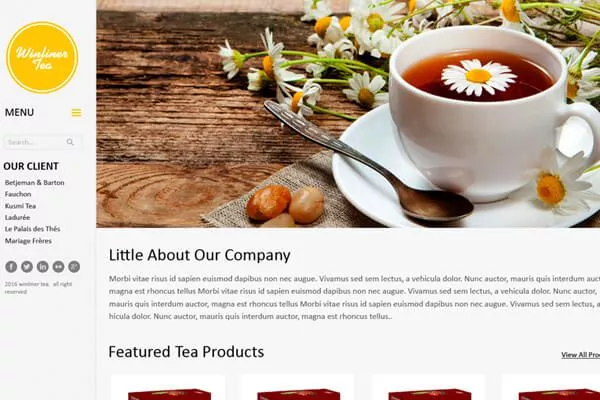 Winliner
Tea
MENU
Search...
OUR CLIENT
Betjeman & Barton
Fauchon
Kusmi Tea
Ladurée
Le Palais des Thés
Mariage Frères
2016 winliner tea. all right
reserved
Little About Our Company
Morbi vitae risus id sapien euismod dapibus non nec augue. Vivamus sed sem lectus, a vehicula dolor. Nunc auctor, mauris quis interdum auct
magna est rhoncus tellus Morbi vitae risus id sapien euismod dapibus non nec augue. Vivamus sed sem lectus, a vehicula dolor. Nunc auctor,
mauris quis interdum auctor, magna est rhoncus tellus Morbi vitae risus id sapien euismod dapibus non nec augue. Vivamus sed sem lectus, a
hicula dolor. Nunc auctor, mauris quis interdum auctor, magna est rhoncus tellus..
Featured Tea Products
View All Pro